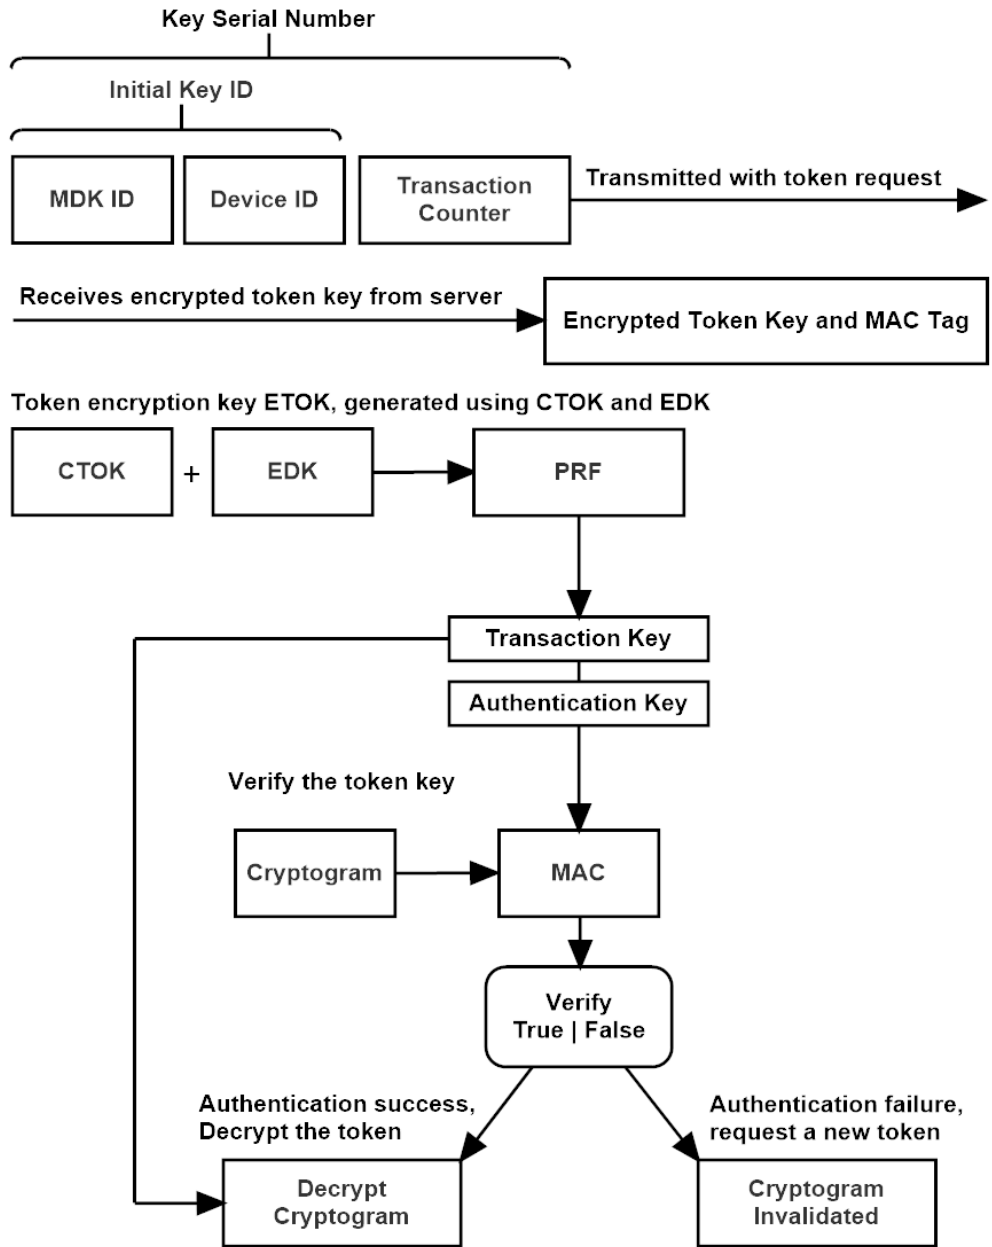 Key Serial Number
Initial Key ID
MDK ID
Device ID
Transaction
Counter
Transmitted with token request
Receives encrypted token key from server
Encrypted Token Key and MAC Tag
Token encryption key ETOK, generated using CTOK and EDK
CTOK
+
EDK
PRF
Transaction Key
Authentication Key
Verify the token key
Cryptogram
MAC
Verify
True | False
Authentication success,
Decrypt the token
Authentication failure,
request a new token
Decrypt
Cryptogram
Cryptogram
Invalidated